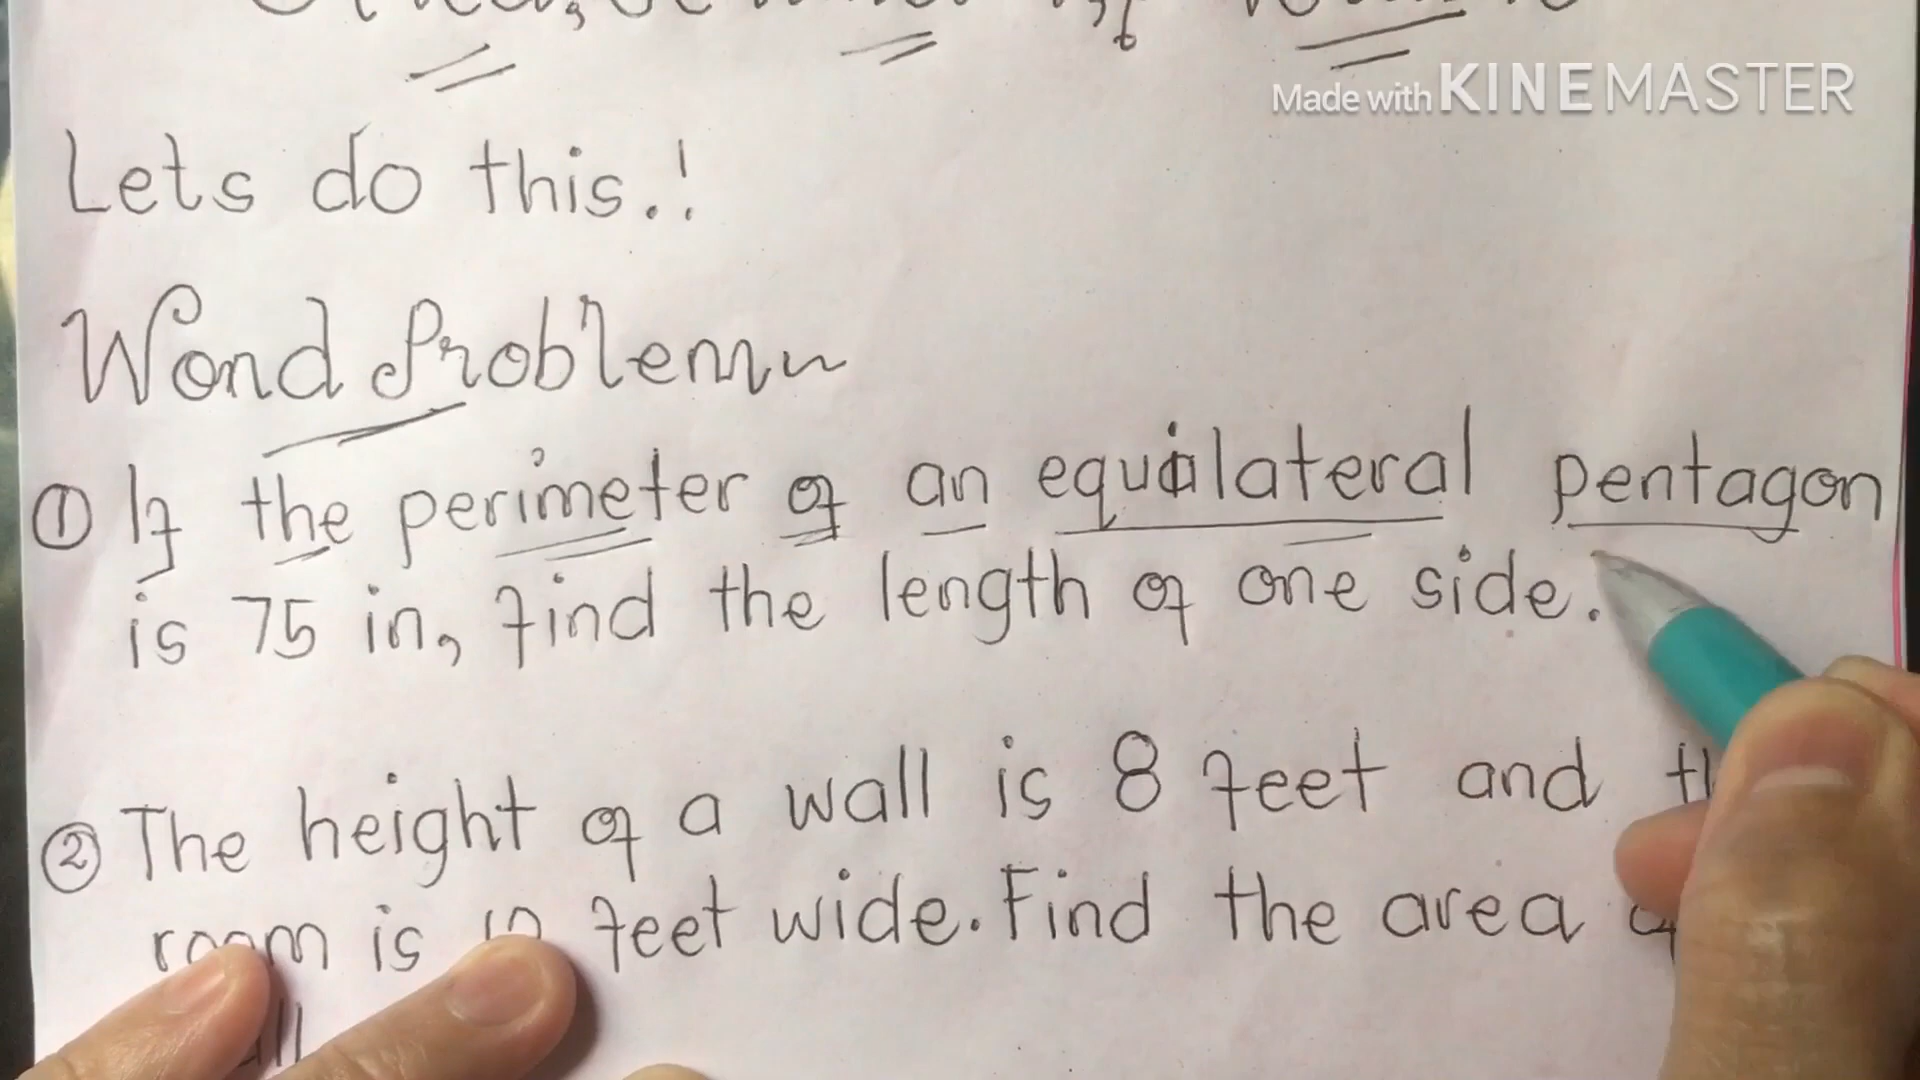 Made with KINEMASTER
Lets do this.!
Word Problem
① If the perimeter of an equilateral pentagon
is 75 in, find the length of one side.
② The height of a wall is 8 feet and
room is feet wide. Find the area